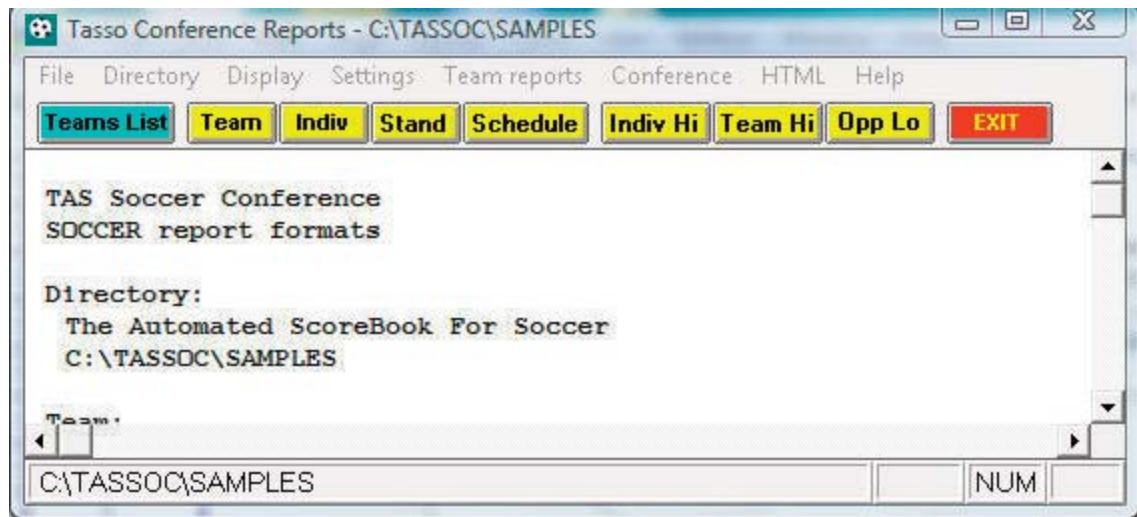 Tasso Conference Reports - C:\TASSOC\SAMPLES
File Directory Display Settings Team reports Conference HTML Help
Teams List Team Indiv Stand Schedule Indiv Hi Team Hi Opp Lo EXIT
TAS Soccer Conference
SOCCER report formats
Directory:
The Automated ScoreBook For Soccer
C:\TASSOC\SAMPLES
Team:
C:\TASSOC\SAMPLES NUM